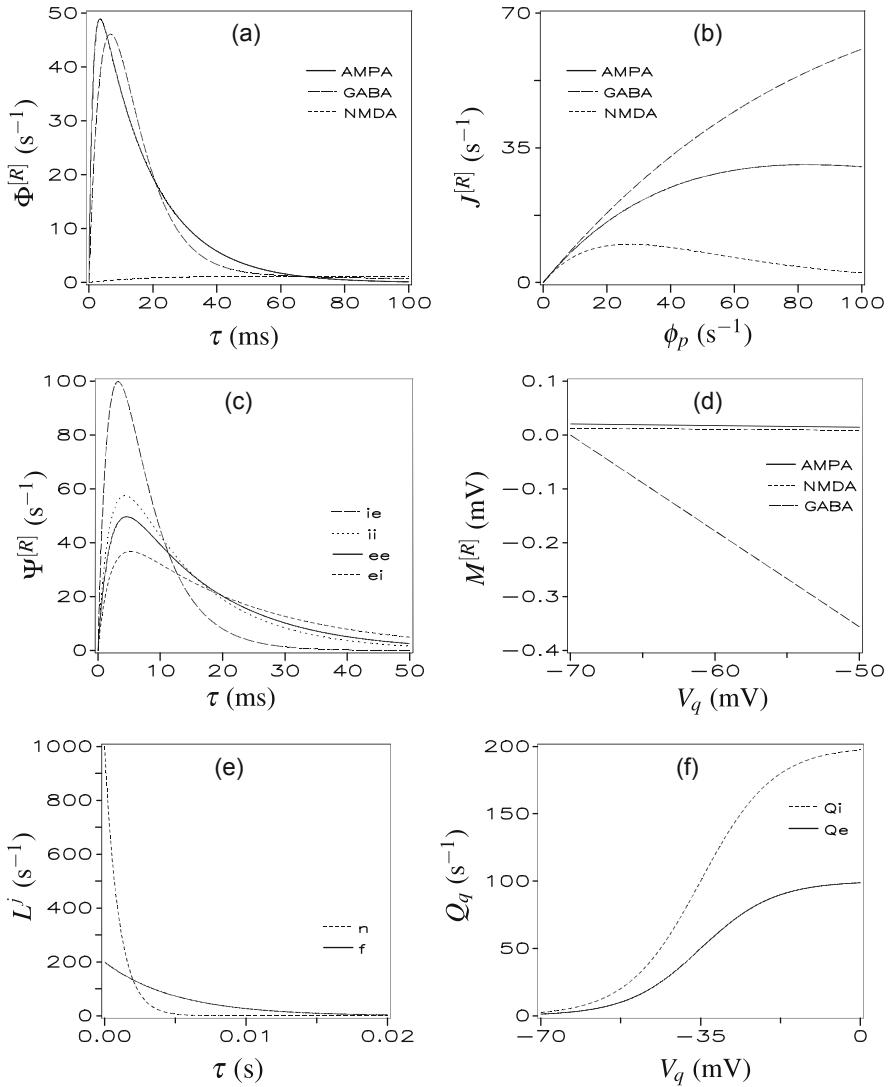 (a)
50
40
30
20
10
0
Φ[R] (s−1)
AMPA
GABA
NMDA
0 20 40 60 80 100
τ (ms)
(b)
70
35
0
J[R] (s−1)
AMPA
GABA
NMDA
0 20 40 60 80 100
ϕp (s−1)
(c)
100
80
60
40
20
0
Ψ[R] (s−1)
ie
ii
ee
ei
0 10 20 30 40 50
τ (ms)
(d)
0.1
0.0
−0.1
−0.2
−0.3
−0.4
M[R] (mV)
AMPA
NMDA
GABA
−70 −60 −50
Vq (mV)
(e)
1000
800
600
400
200
0
Lj (s−1)
n
f
0.00 0.01 0.02
τ (s)
(f)
200
150
100
50
0
Qq (s−1)
Qi
Qe
−70 −35 0
Vq (mV)